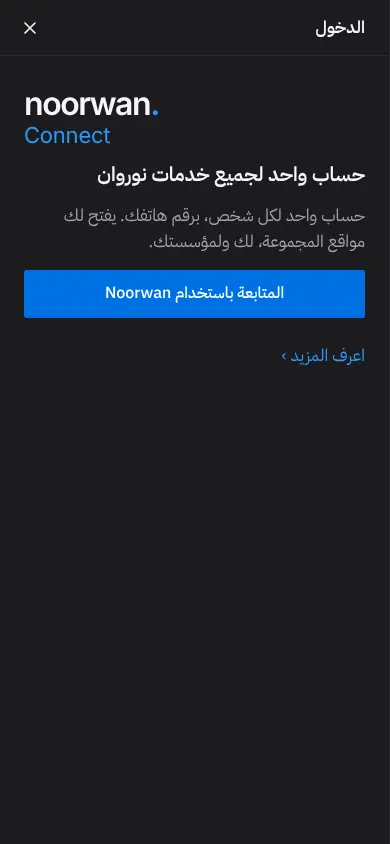 الدخول
noorwan.
Connect
حساب واحد لجميع خدمات نوروان
حساب واحد لكل شخص، برقم هاتفك. يفتح لك
مواقع المجموعة، لك ولمؤسستك.
المتابعة باستخدام Noorwan
اعرف المزيد ›